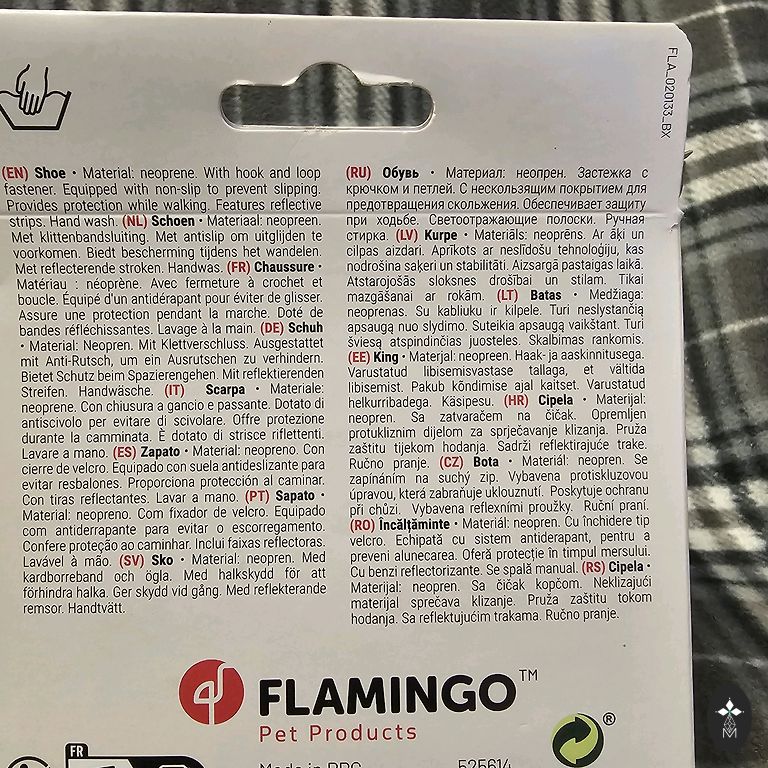 FLA_020133_BX
(EN) Shoe • Material: neoprene. With hook and loop
fastener. Equipped with non-slip to prevent slipping.
Provides protection while walking. Features reflective
strips. Hand wash. (NL) Schoen • Materiaal: neopreen.
Met klittenbandsluiting. Met antislip om uitglijden te
voorkomen. Biedt bescherming tijdens het wandelen.
Met reflecterende stroken. Handwas. (FR) Chaussure •
Matériau : néoprène. Avec fermeture à crochet et
boucle. Équipé d'un antidérapant pour éviter de glisser.
Assure une protection pendant la marche. Doté de
bandes réfléchissantes. Lavage à la main. (DE) Schuh
• Material: Neopren. Mit Klettverschluss. Ausgestattet
mit Anti-Rutsch, um ein Ausrutschen zu verhindern.
Bietet Schutz beim Spazierengehen. Mit reflektierenden
Streifen. Handwäsche. (IT) Scarpa • Materiale:
neoprene. Con chiusura a gancio e passante. Dotato di
antiscivolo per evitare di scivolare. Offre protezione
durante la camminata. È dotato di strisce riflettenti.
Lavare a mano. (ES) Zapato • Material: neopreno. Con
cierre de velcro. Equipado con suela antideslizante para
evitar resbalones. Proporciona protección al caminar.
Con tiras reflectantes. Lavar a mano. (PT) Sapato •
Material: neopreno. Com fixador de velcro. Equipado
com antiderrapante para evitar o escorregamento.
Confere proteção ao caminhar. Inclui faixas reflectoras.
Lavável à mão. (SV) Sko • Material: neopren. Med
kardborreband och ögla. Med halkskydd för att
förhindra halka. Ger skydd vid gång. Med reflekterande
remsor. Handtvätt.
(RU) Обувь • Материал: неопрен. Застежка с
крючком и петлей. С нескользящим покрытием для
предотвращения скольжения. Обеспечивает защиту
при ходьбе. Светоотражающие полоски. Ручная
стирка. (LV) Kurpe • Materiāls: neoprēns. Ar āķi un
cilpas aizdari. Aprīkots ar neslīdošu tehnoloģiju, kas
nodrošina saķeri un stabilitāti. Aizsargā pastaigas laikā.
Atstarojošās sloksnes drošībai un stilam. Tikai
mazgāšanai ar rokām. (LT) Batas • Medžiaga:
neoprenas. Su kabliuku ir kilpele. Turi neslystančią
apsaugą nuo slydimo. Suteikia apsaugą vaikštant. Turi
šviesą atspindinčias juosteles. Skalbimas rankomis.
(EE) King • Materjal: neopreen. Haak- ja aaskinnitusega.
Varustatud libisemisvastase tallaga, et vältida
libisemist. Pakub kõndimise ajal kaitset. Varustatud
helkurribadega. Käsipesu. (HR) Cipela • Materijal:
neopren. Sa zatvaračem na čičak. Opremljen
protukliznim dijelom za sprječavanje klizanja. Pruža
zaštitu tijekom hodanja. Sadrži reflektirajuće trake.
Ručno pranje. (CZ) Bota • Materiál: neopren. Se
zapínáním na suchý zip. Vybavena protiskluzovou
úpravou, která zabraňuje uklouznutí. Poskytuje ochranu
při chůzi. Vybavena reflexními proužky. Ruční praní.
(RO) Încălțăminte • Materiál: neopren. Cu închidere tip
velcro. Echipată cu sistem antiderapant, pentru a
preveni alunecarea. Oferă protecție în timpul mersului.
Cu benzi reflectorizante. Se spală manual. (RS) Cipela •
Materijal: neopren. Sa čičak kopčom. Neklizajući
materijal sprečava klizanje. Pruža zaštitu tokom
hodanja. Sa reflektujućim trakama. Ručno pranje.
FLAMINGO™
Pet Products
®
FR
Made in PRC
525614
M